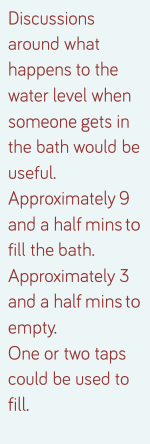 Discussions
around what
happens to the
water level when
someone gets in
the bath would be
useful.
Approximately 9
and a half mins to
fill the bath.
Approximately 3
and a half mins to
empty.
One or two taps
could be used to
fill.